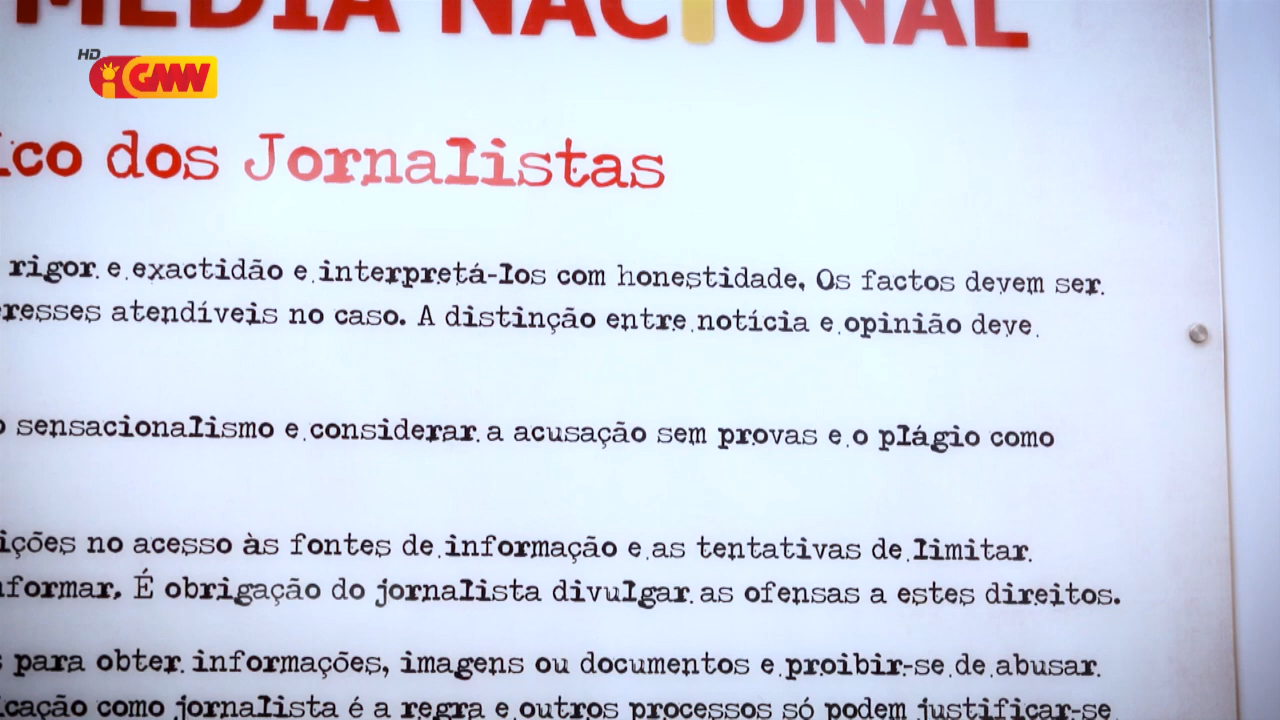 MEDIA NACIONAL
HD
GMN
ico dos Jornalistas
rigor e exactidão e interpretá-los com honestidade. Os factos devem ser
resses atendíveis no caso. A distinção entre notícia e opinião deve
o sensacionalismo e considerar a acusação sem provas e o plágio como
ições no acesso às fontes de informação e as tentativas de limitar
nformar. É obrigação do jornalista divulgar as ofensas a estes direitos.
s para obter informações, imagens ou documentos e proibir-se de abusar
icação como jornalista é a regra e outros processos só podem justificar-se